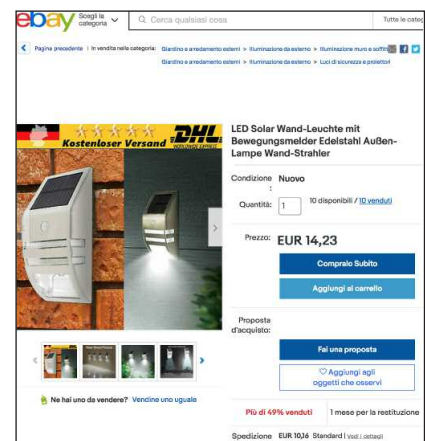 ebay
Scegli la categoria
Cerca qualsiasi cosa
Tutte le categ
Pagina precedente | In vendita nella categoria:
Giardino e arredamento esterni > Illuminazione da esterno > Illuminazione muro e soffitto
Giardino e arredamento esterni > Illuminazione da esterno > Luci di sicurezza e proiettori
Kostenloser Versand
DHL
WORLDWIDE EXPRESS
LED Solar Wand-Leuchte mit
Bewegungsmelder Edelstahl Außen-
Lampe Wand-Strahler
Condizione : Nuovo
Quantità: 1 10 disponibili / 10 venduti
Prezzo: EUR 14,23
Compralo Subito
Aggiungi al carrello
Proposta d'acquisto:
Fai una proposta
Aggiungi agli
oggetti che osservi
Ne hai uno da vendere? Vendine uno uguale
Più di 49% venduti
1 mese per la restituzione
Spedizione EUR 10,16 Standard | Vedi i dettagli